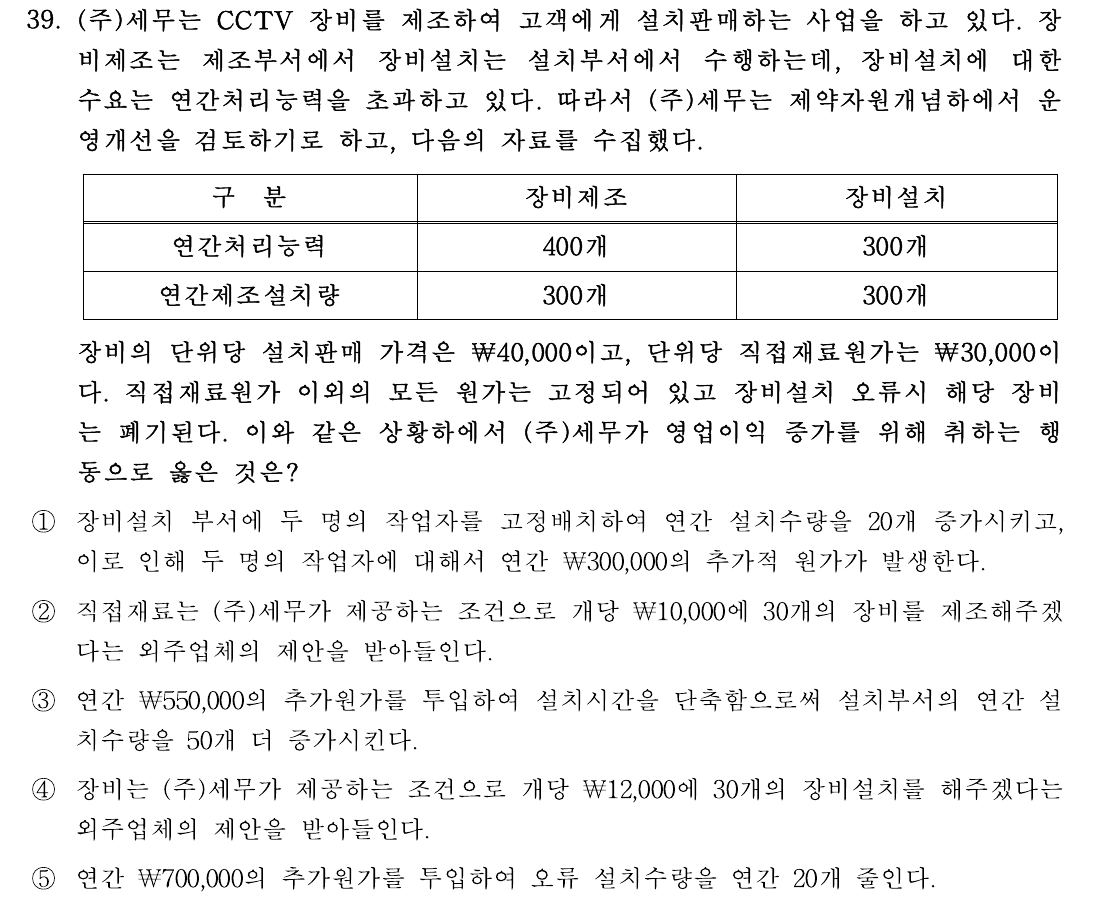 39. (주)세무는 CCTV 장비를 제조하여 고객에게 설치판매하는 사업을 하고 있다. 장
비제조는 제조부서에서 장비설치는 설치부서에서 수행하는데, 장비설치에 대한
수요는 연간처리능력을 초과하고 있다. 따라서 (주)세무는 제약자원개념하에서 운
영개선을 검토하기로 하고, 다음의 자료를 수집했다.
구 분 장비제조 장비설치
연간처리능력 400개 300개
연간제조설치량 300개 300개
장비의 단위당 설치판매 가격은 ₩40,000이고, 단위당 직접재료원가는 ₩30,000이
다. 직접재료원가 이외의 모든 원가는 고정되어 있고 장비설치 오류시 해당 장비
는 폐기된다. 이와 같은 상황하에서 (주)세무가 영업이익 증가를 위해 취하는 행
동으로 옳은 것은?
① 장비설치 부서에 두 명의 작업자를 고정배치하여 연간 설치수량을 20개 증가시키고,
이로 인해 두 명의 작업자에 대해서 연간 ₩300,000의 추가적 원가가 발생한다.
② 직접재료는 (주)세무가 제공하는 조건으로 개당 ₩10,000에 30개의 장비를 제조해주겠
다는 외주업체의 제안을 받아들인다.
③ 연간 ₩550,000의 추가원가를 투입하여 설치시간을 단축함으로써 설치부서의 연간 설
치수량을 50개 더 증가시킨다.
④ 장비는 (주)세무가 제공하는 조건으로 개당 ₩12,000에 30개의 장비설치를 해주겠다는
외주업체의 제안을 받아들인다.
⑤ 연간 ₩700,000의 추가원가를 투입하여 오류 설치수량을 연간 20개 줄인다.